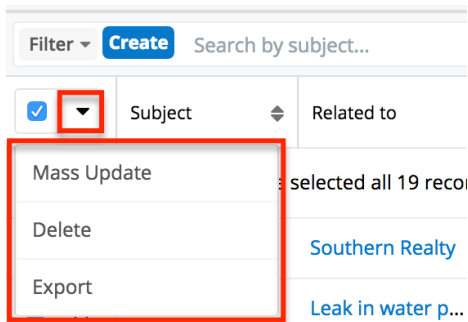 Filter Create Search by subject...
Subject Related to
Mass Update
selected all 19 recor
Delete
Southern Realty
Export
Leak in water p...